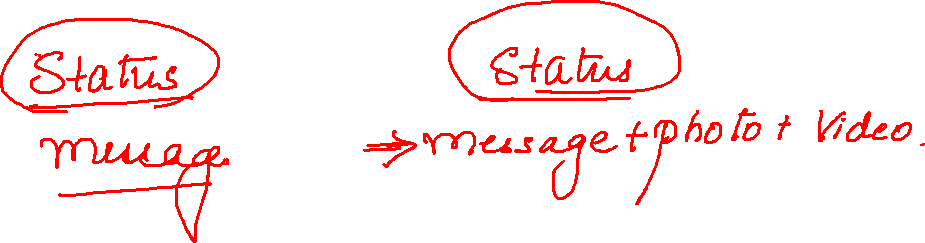 Status Status
message ⇒ message + photo + Video.